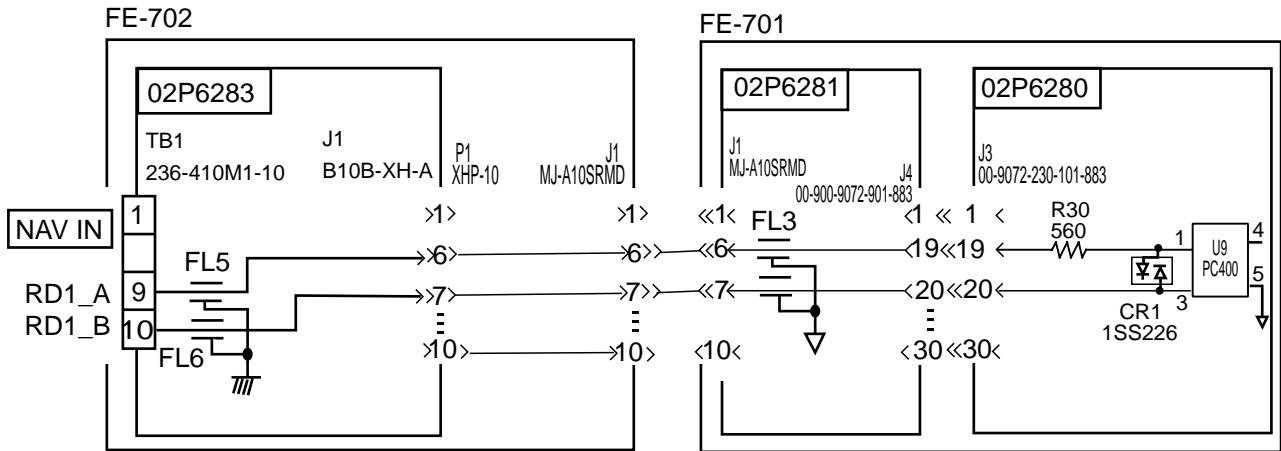 FE-702
FE-701
02P6283
02P6281
02P6280
TB1
236-410M1-10
J1
B10B-XH-A
P1
XHP-10
J1
MJ-A10SRMD
J1
MJ-A10SRMD
J4
00-900-9072-901-883
J3
00-9072-230-101-883
NAV IN
1
1
1
1
1
1
FL3
R30
560
FL5
6
6
6
19
19
1
U9
PC400
4
RD1_A
9
7
7
7
20
20
3
5
RD1_B
10
CR1
1SS226
FL6
10
10
10
30
30